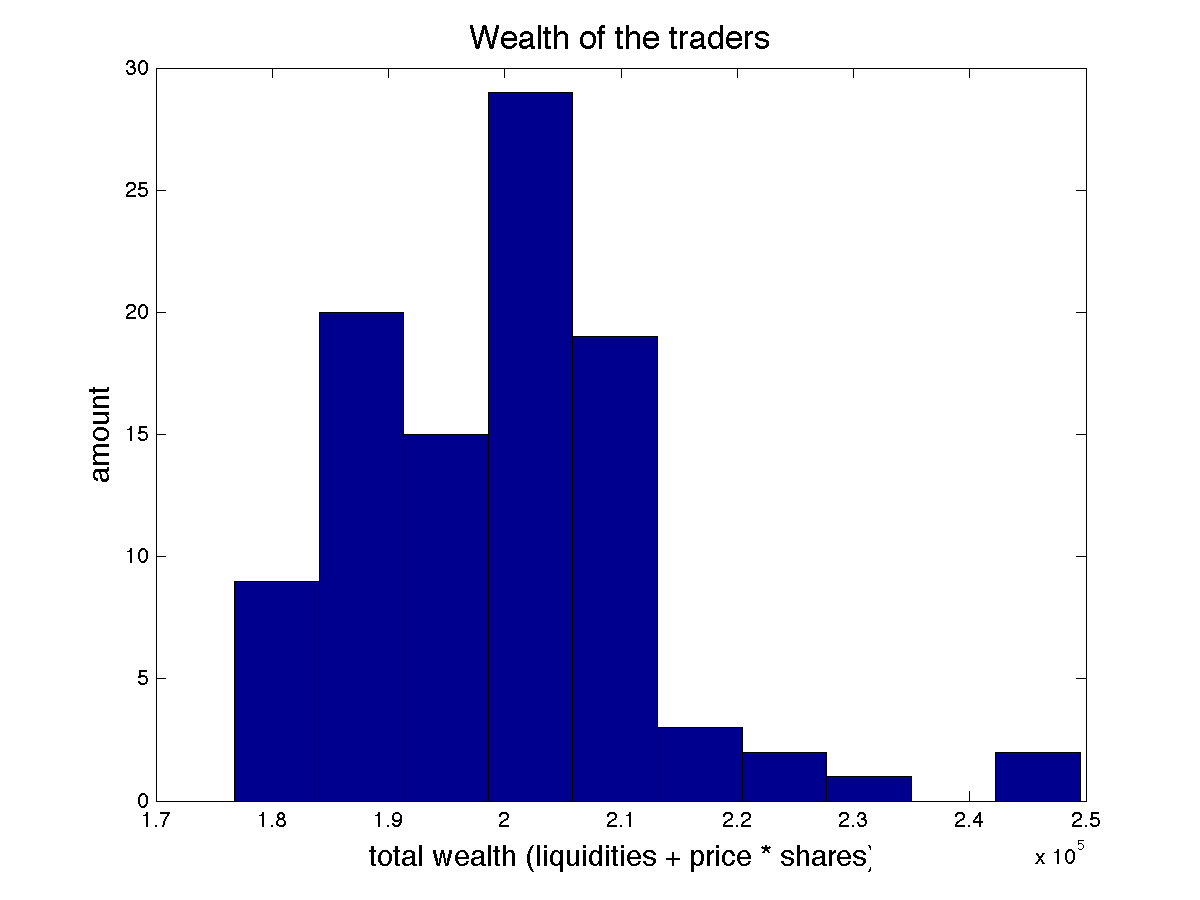 Wealth of the traders
30
25
20
15
10
5
0
amount
1.7 1.8 1.9 2 2.1 2.2 2.3 2.4 2.5
total wealth (liquidities + price * shares)
x 10^5